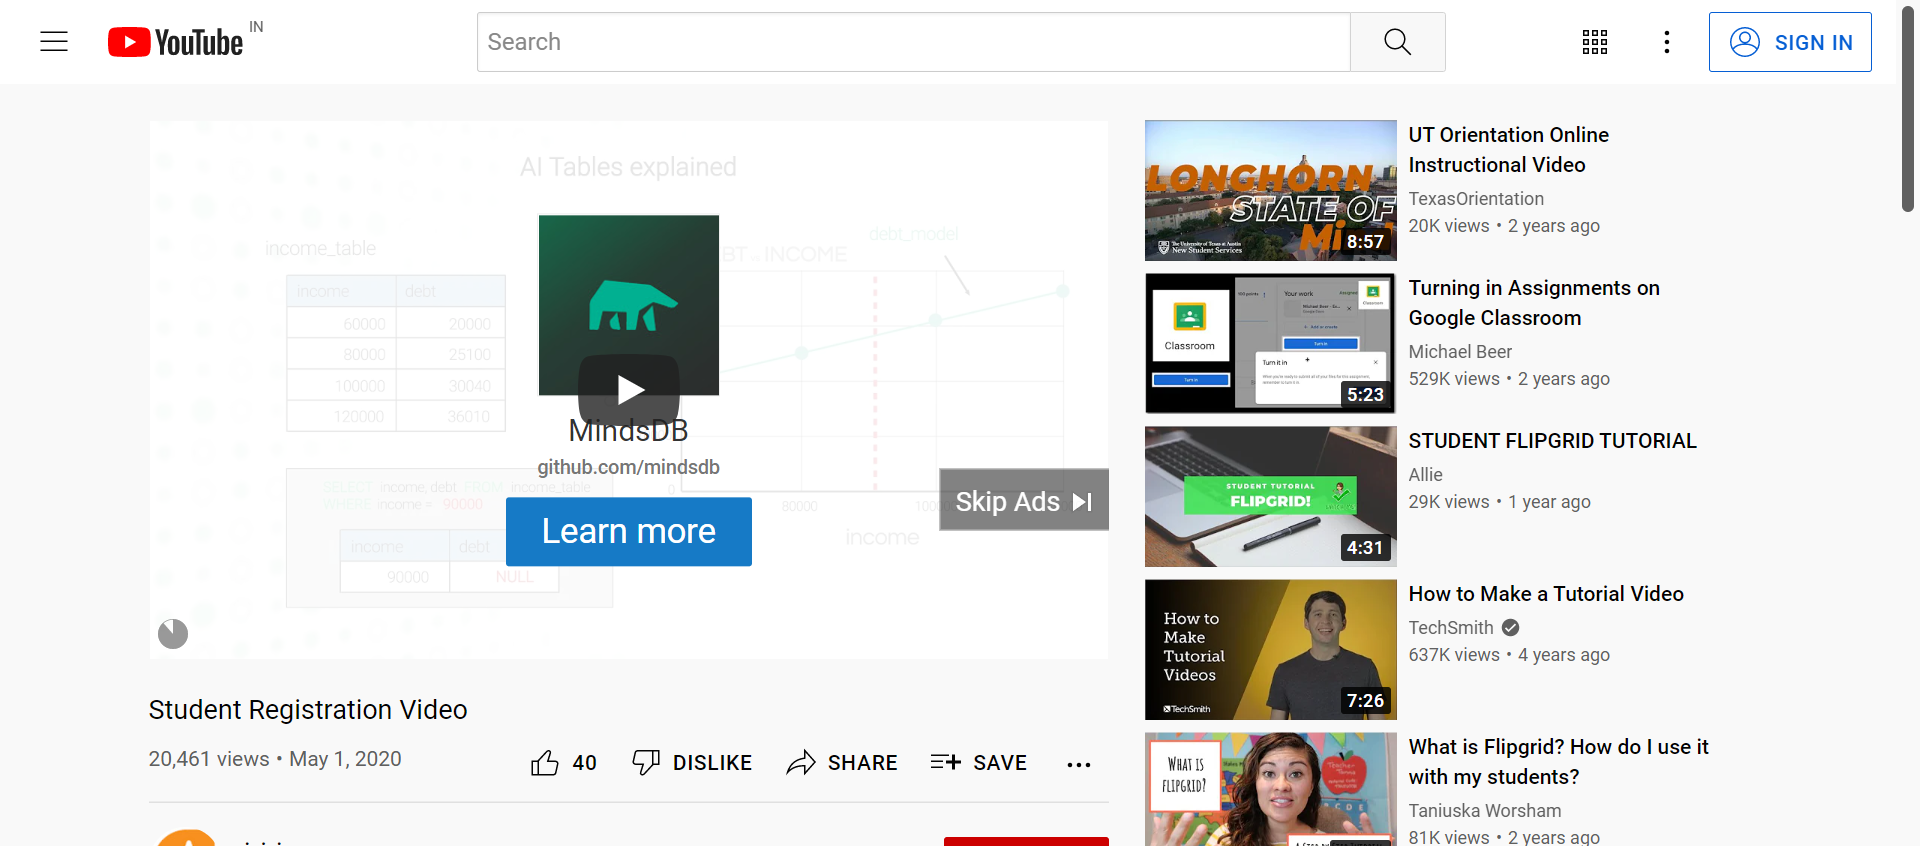 YouTube IN
Search
SIGN IN
AI Tables explained
income_table
income debt
60000 20000
80000 25100
100000 30040
120000 36010
SELECT income, debt FROM income_table
WHERE income = 90000
income debt
90000 NULL
INCOME
debt_model
0
80000
income
MindsDB
github.com/mindsdb
Learn more
Skip Ads
Student Registration Video
20,461 views • May 1, 2020
40 DISLIKE SHARE SAVE
LONGHORN
STATE OF
The University of Texas at Austin
New Student Services
8:57
UT Orientation Online
Instructional Video
TexasOrientation
20K views • 2 years ago
Classroom
Turn in
Your work
Assigned
Classroom
Turn in
Turn it in
5:23
Turning in Assignments on
Google Classroom
Michael Beer
529K views • 2 years ago
STUDENT TUTORIAL
FLIPGRID!
4:31
STUDENT FLIPGRID TUTORIAL
Allie
29K views • 1 year ago
How to
Make
Tutorial
Videos
TechSmith
7:26
How to Make a Tutorial Video
TechSmith
637K views • 4 years ago
WHAT IS
FLIPGRID?
What is Flipgrid? How do I use it
with my students?
Taniuska Worsham
81K views • 2 years ago